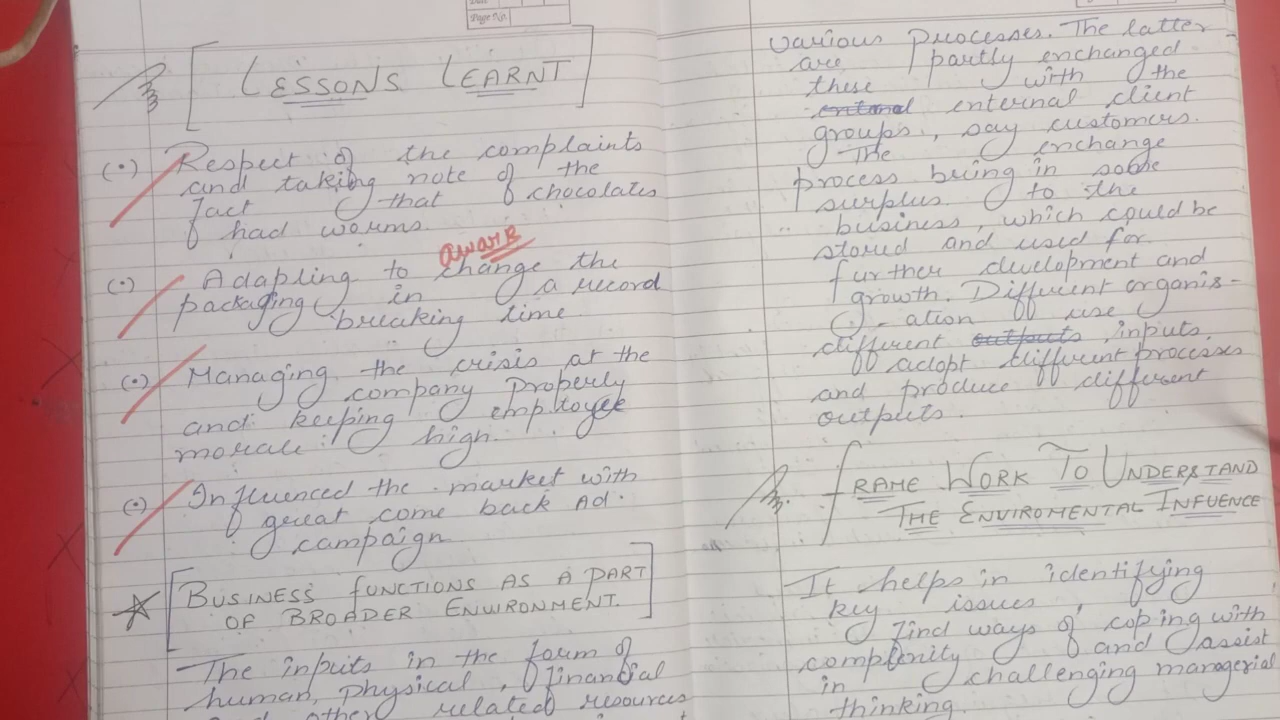 Page No
LESSONS LEARNT
(•) Respect of the complaints
and taking note of the
fact that chocolates
had worms.
aware
(•) Adapling to change the
packaging in a record
breaking time.
(•) Managing the crisis at the
company properly
and keeping employee
morale high.
(•) Influenced the market with
great come back Ad.
campaign
BUSINESS FUNCTIONS AS A PART
OF BROADER ENVIRONMENT.
The inputs in the form of
human, physical, financial
other related resources
various processes. The latter
are partly exchanged
these with the
external client
groups, say customers.
The exchange
process being in some
surplus to the
business, which could be
stored and used for
further development and
growth. Different organis-
ation use
different outputs inputs,
adopt different processes
and produce different
outputs.
FRAME WORK TO UNDERSTAND
THE ENVIROMENTAL INFUENCE
It helps in identifying
key issues,
find ways of coping with
complenity and assist
in challenging managerial
thinking.